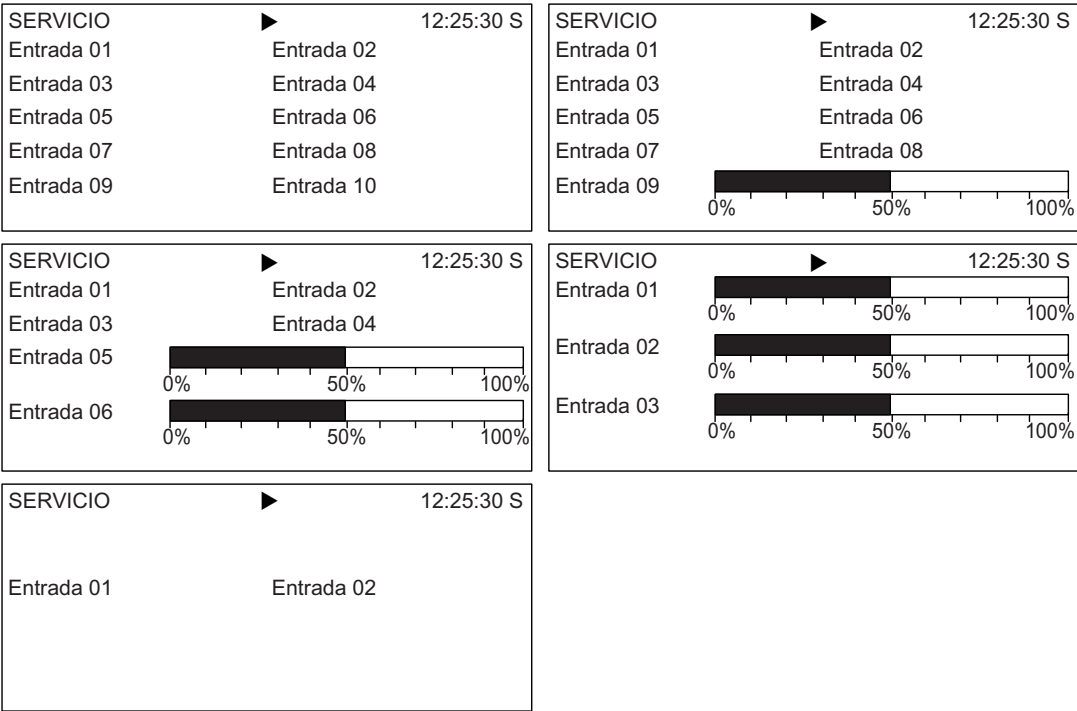 SERVICIO ▶ 12:25:30 S
Entrada 01 Entrada 02
Entrada 03 Entrada 04
Entrada 05 Entrada 06
Entrada 07 Entrada 08
Entrada 09 Entrada 10
SERVICIO ▶ 12:25:30 S
Entrada 01 Entrada 02
Entrada 03 Entrada 04
Entrada 05 Entrada 06
Entrada 07 Entrada 08
Entrada 09
0% 50% 100%
SERVICIO ▶ 12:25:30 S
Entrada 01 Entrada 02
Entrada 03 Entrada 04
Entrada 05
0% 50% 100%
Entrada 06
0% 50% 100%
SERVICIO ▶ 12:25:30 S
Entrada 01
0% 50% 100%
Entrada 02
0% 50% 100%
Entrada 03
0% 50% 100%
SERVICIO ▶ 12:25:30 S
Entrada 01 Entrada 02